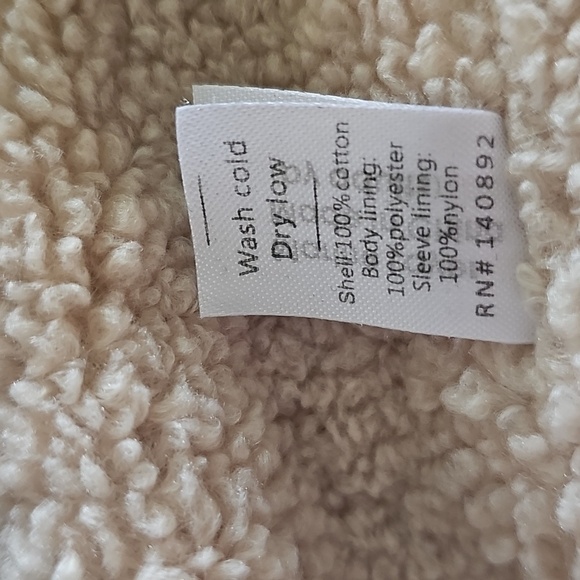 Wash cold
Dry low
Shell:100%cotton
Body lining:
100%polyester
Sleeve lining:
100%nylon
RN# 140892